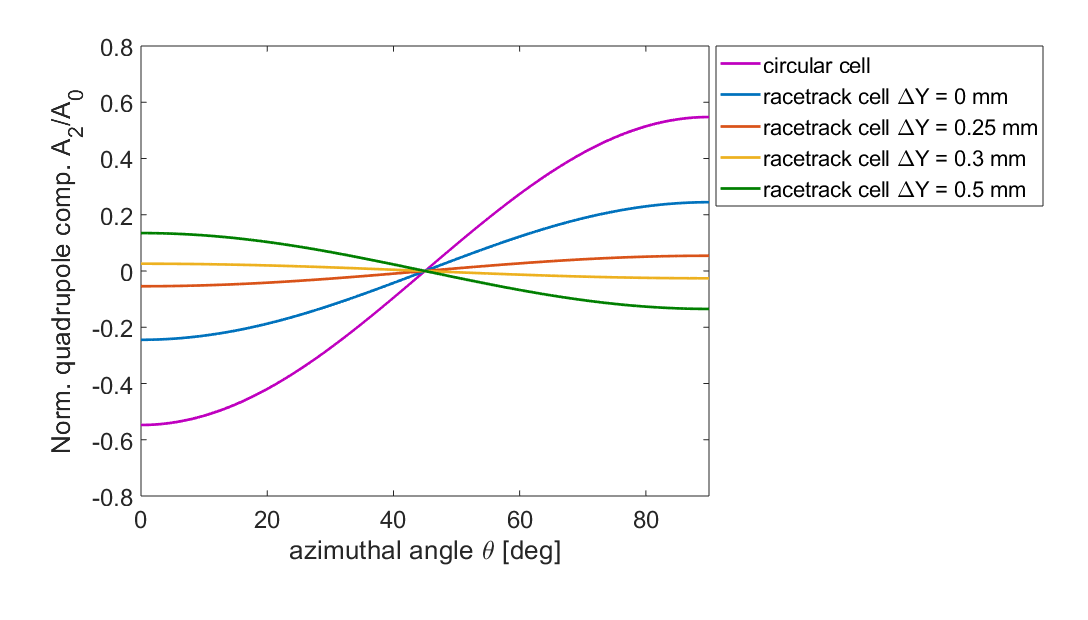 Norm. quadrupole comp. A2/A0
0.8
0.6
0.4
0.2
0
-0.2
-0.4
-0.6
-0.8
0
20
40
60
80
azimuthal angle θ [deg]
circular cell
racetrack cell ΔY = 0 mm
racetrack cell ΔY = 0.25 mm
racetrack cell ΔY = 0.3 mm
racetrack cell ΔY = 0.5 mm